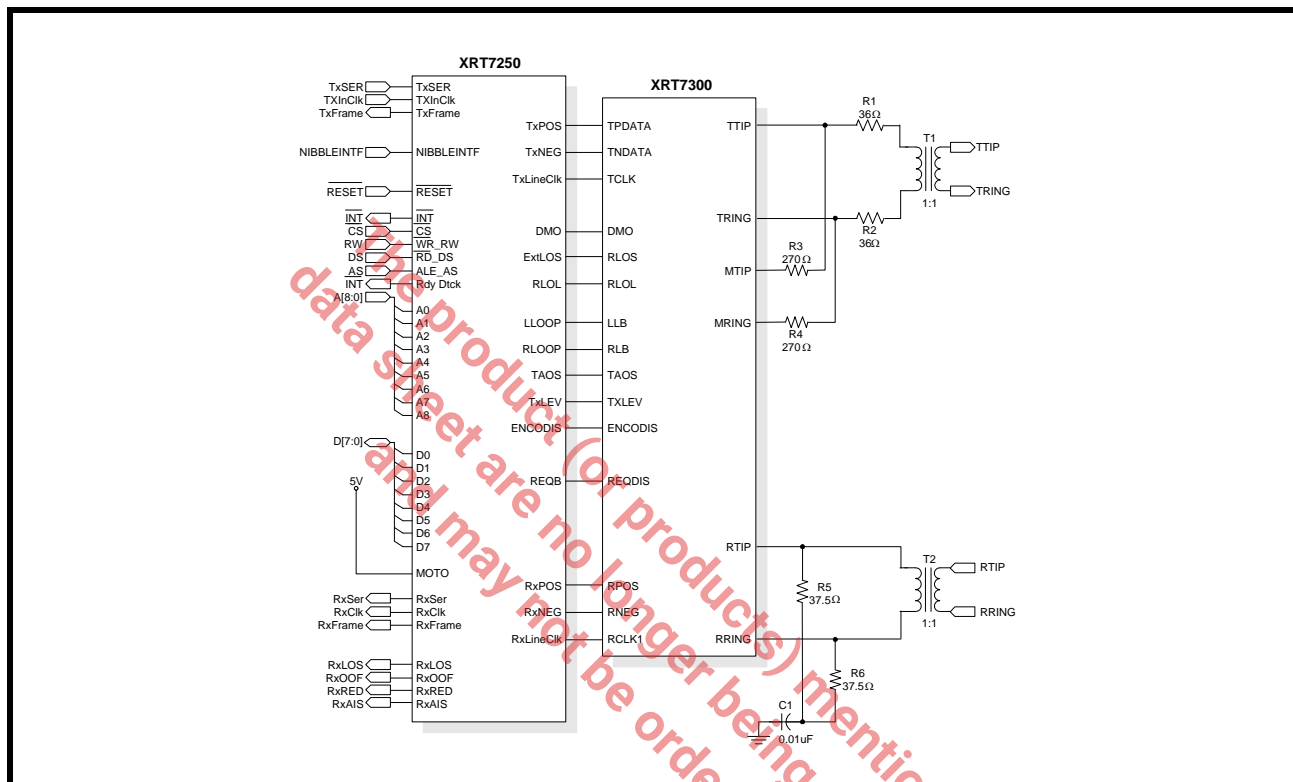 XRT7250
XRT7300
TxSER TxSER
TXInClk TXInClk
TxFrame TxFrame
NIBBLEINTF NIBBLEINTF
RESET RESET
INT INT
CS CS
RW WR_RW
DS RD_DS
AS ALE_AS
INT Rdy Dtck
A[8:0]
A0
A1
A2
A3
A4
A5
A6
A7
A8
D[7:0]
D0
D1
D2
D3
D4
D5
D6
D7
5V
MOTO
RxSer RxSer
RxClk RxClk
RxFrame RxFrame
RxLOS RxLOS
RxOOF RxOOF
RxRED RxRED
RxAIS RxAIS
TxPOS TPDATA
TxNEG TNDATA
TxLineClk TCLK
DMO DMO
ExtLOS RLOS
RLOL RLOL
LLOOP LLB
RLOOP RLB
TAOS TAOS
TxLEV TXLEV
ENCODIS ENCODIS
REQB REQDIS
RxPOS RPOS
RxNEG RNEG
RxLineClk RCLK1
TTIP
TRING
MTIP
MRING
RTIP
RRING
R1
36Ω
R2
36Ω
R3
270Ω
R4
270Ω
T1
1:1
TTIP
TRING
R5
37.5Ω
R6
37.5Ω
C1
0.01uF
T2
1:1
RTIP
RRING
The product (or products) mentio
data sheet are no longer being
and may not be orde